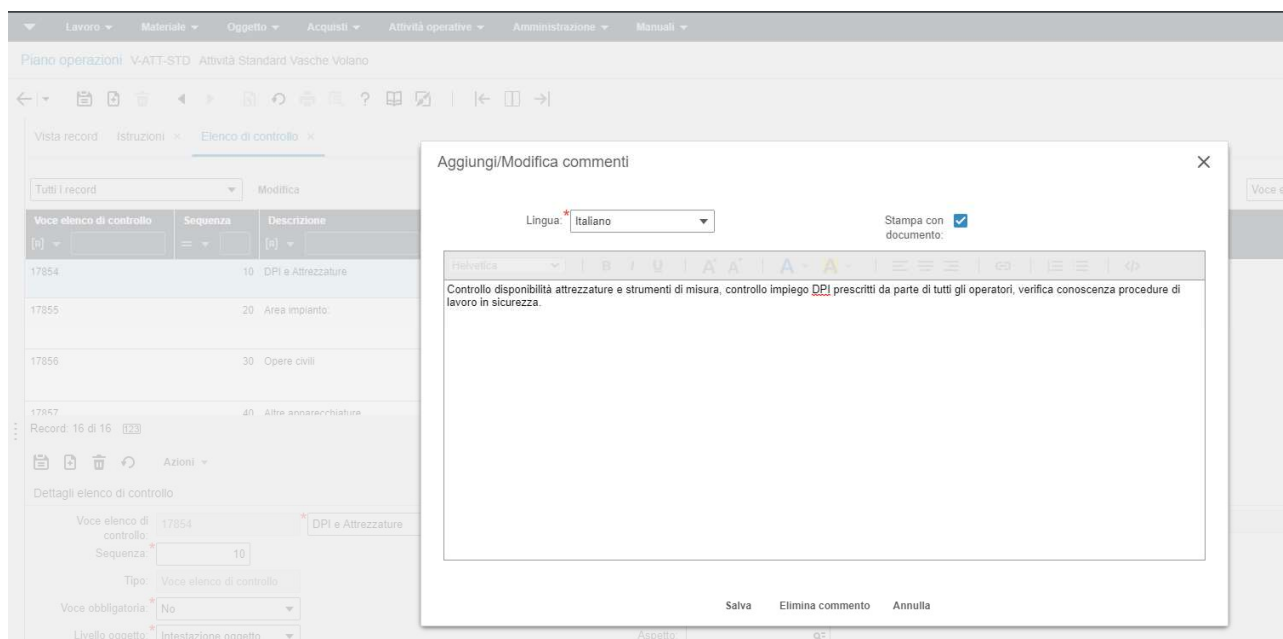 Lavoro Materiale Oggetto Acquisti Attività operative Amministrazione Manuali
Piano operazioni V-ATT-STD Attività Standard Vasche Volano
Vista record Istruzioni × Elenco di controllo ×
Aggiungi/Modifica commenti
Tutti i record Modifica
Voce e
Lingua:* Italiano
Stampa con
documento:
Voce elenco di controllo Sequenza Descrizione
[n] = [n]
Helvetica B I U A A A A </>
17854 10 DPI e Attrezzature
Controllo disponibilità attrezzature e strumenti di misura, controllo impiego DPI prescritti da parte di tutti gli operatori, verifica conoscenza procedure di
lavoro in sicurezza.
17855 20 Area impianto:
17856 30 Opere civili
17857 40 Altre apparecchiature
Record: 16 di 16 123
Azioni
Dettagli elenco di controllo
Voce elenco di
controllo:
17854 * DPI e Attrezzature
Sequenza:* 10
Tipo: Voce elenco di controllo
Voce obbligatoria:* No
Salva Elimina commento Annulla
Livello oggetto:* Intestazione oggetto
Aspetto: